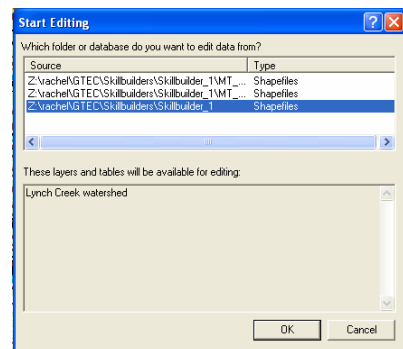 Start Editing
Which folder or database do you want to edit data from?
Source Type
Z:\rachel\GTEC\Skillbuilders\Skillbuilder_1\MT_... Shapefiles
Z:\rachel\GTEC\Skillbuilders\Skillbuilder_1\MT_... Shapefiles
Z:\rachel\GTEC\Skillbuilders\Skillbuilder_1 Shapefiles
These layers and tables will be available for editing:
Lynch Creek watershed
OK Cancel